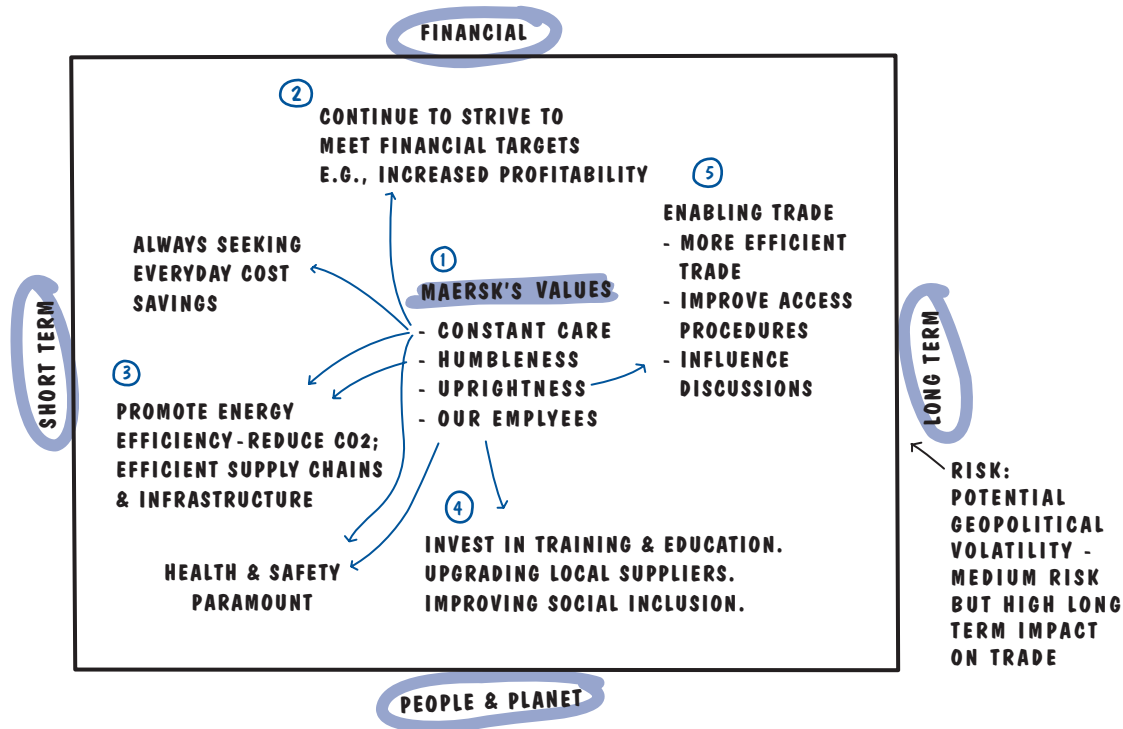 FINANCIAL
2
CONTINUE TO STRIVE TO
MEET FINANCIAL TARGETS
E.G., INCREASED PROFITABILITY
5
ENABLING TRADE
- MORE EFFICIENT
TRADE
- IMPROVE ACCESS
PROCEDURES
- INFLUENCE
DISCUSSIONS
ALWAYS SEEKING
EVERYDAY COST
SAVINGS
1
MAERSK'S VALUES
- CONSTANT CARE
- HUMBLENESS
- UPRIGHTNESS
- OUR EMPLYEES
SHORT TERM
LONG TERM
3
PROMOTE ENERGY
EFFICIENCY - REDUCE CO2;
EFFICIENT SUPPLY CHAINS
& INFRASTRUCTURE
4
INVEST IN TRAINING & EDUCATION.
UPGRADING LOCAL SUPPLIERS.
IMPROVING SOCIAL INCLUSION.
HEALTH & SAFETY
PARAMOUNT
RISK:
POTENTIAL
GEOPOLITICAL
VOLATILITY -
MEDIUM RISK
BUT HIGH LONG
TERM IMPACT
ON TRADE
PEOPLE & PLANET